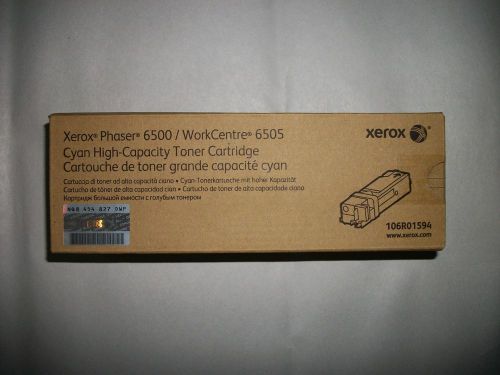 Xerox® Phaser® 6500 / WorkCentre® 6505
Cyan High-Capacity Toner Cartridge
Cartouche de toner grande capacité cyan
Cartuccia di toner ad alta capacità ciano • Cyan-Tonerkartusche mit hoher Kapazität
Cartucho de tóner de alta capacidad cian • Cartucho de toner de alta capacidade ciano
Картридж большой емкости с голубым тонером
xerox
106R01594
www.xerox.com